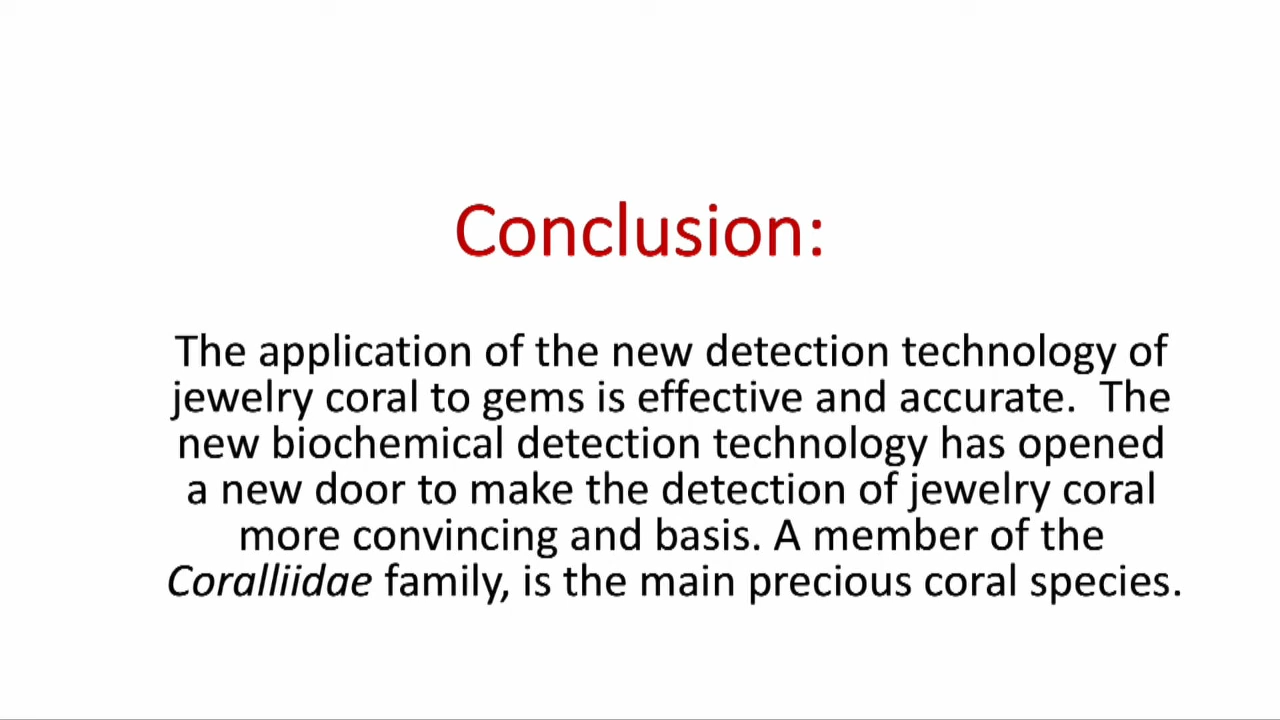 Conclusion:
The application of the new detection technology of
jewelry coral to gems is effective and accurate.  The
new biochemical detection technology has opened
a new door to make the detection of jewelry coral
more convincing and basis. A member of the
Coralliidae family, is the main precious coral species.